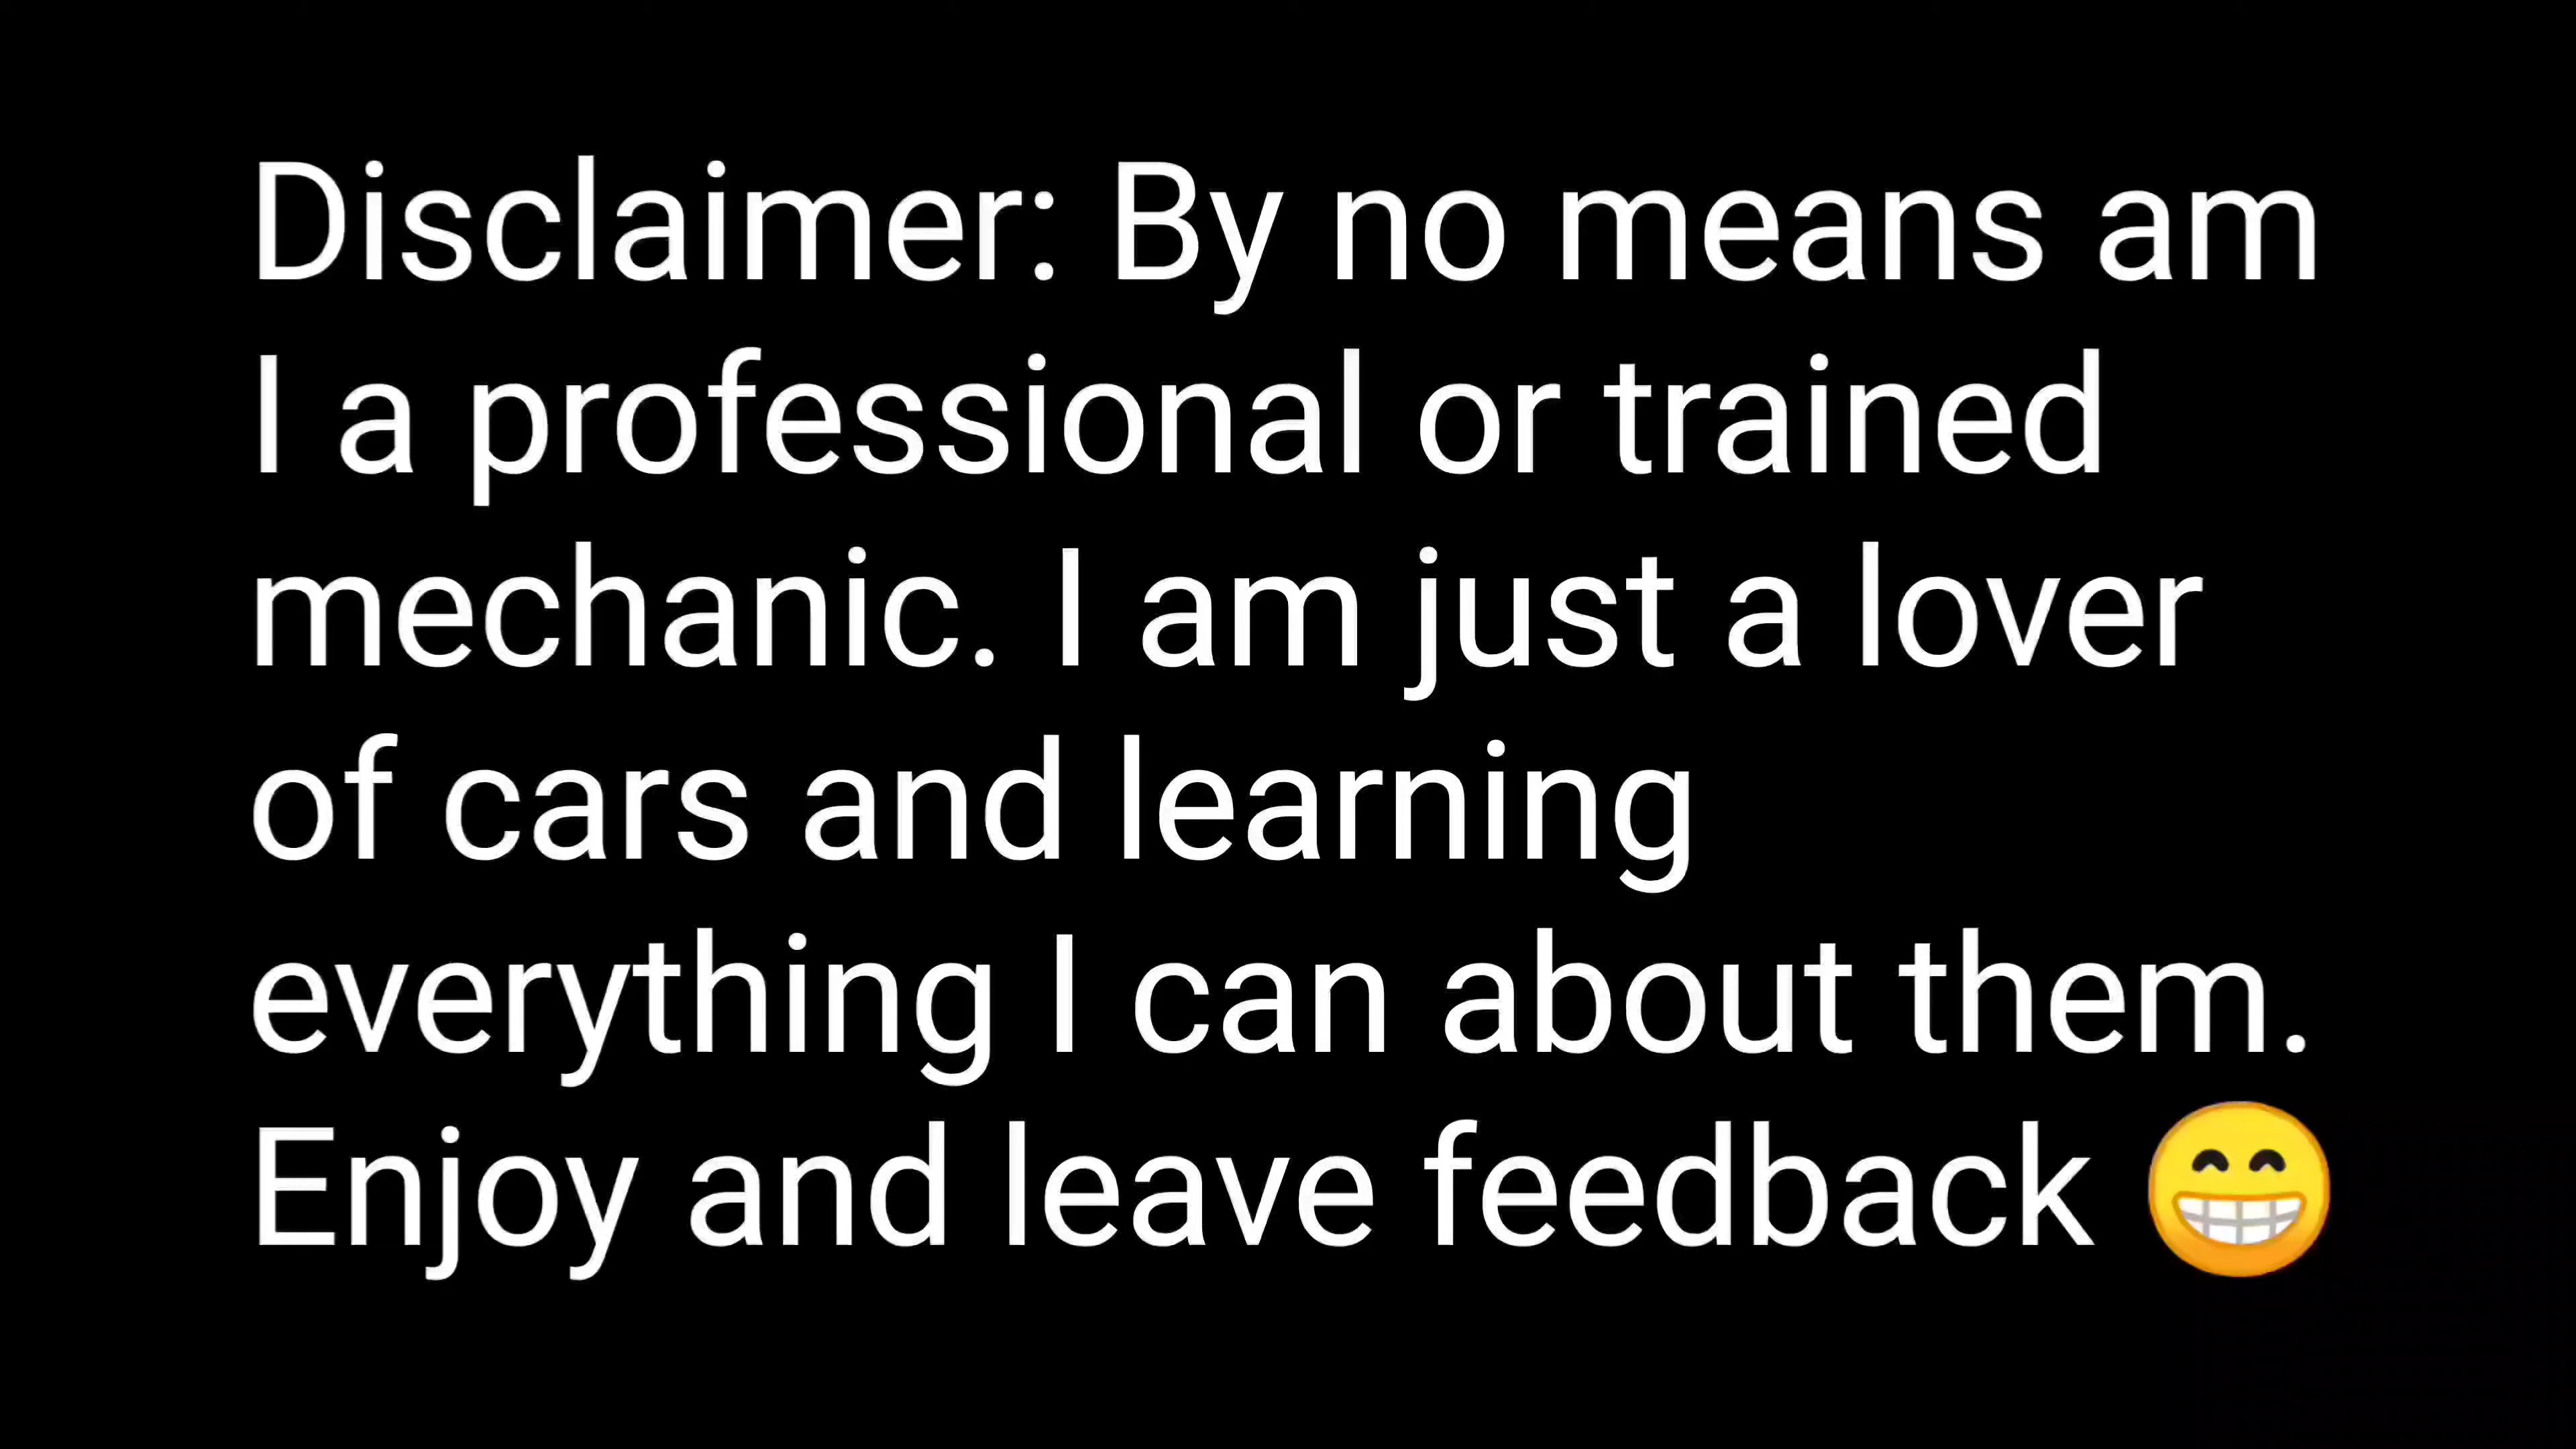 Disclaimer: By no means am
I a professional or trained
mechanic. I am just a lover
of cars and learning
everything I can about them.
Enjoy and leave feedback 😁